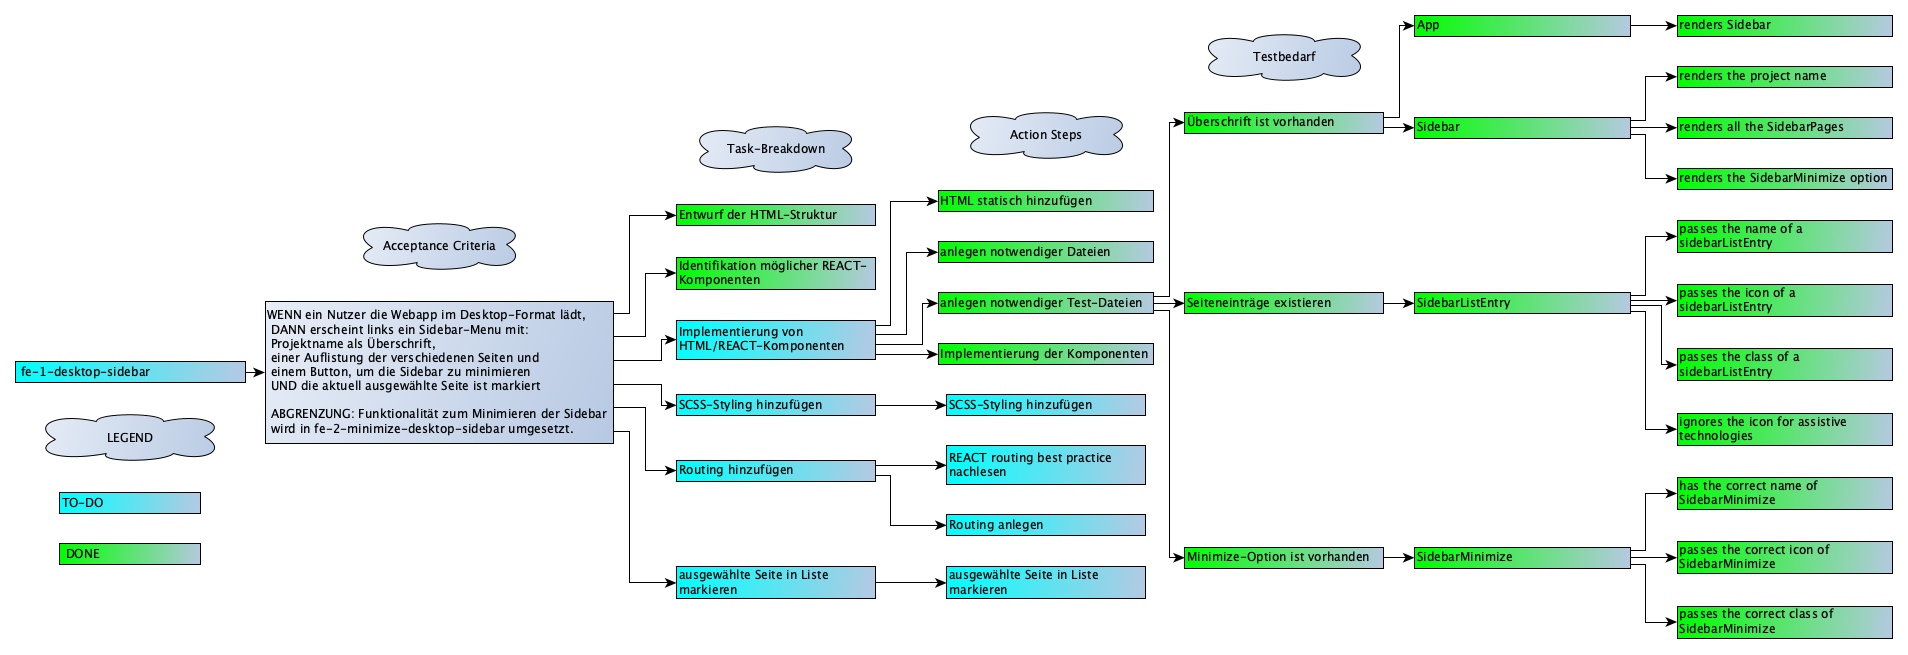 fe-1-desktop-sidebar
LEGEND
TO-DO
DONE
Acceptance Criteria
WENN ein Nutzer die Webapp im Desktop-Format lädt,
DANN erscheint links ein Sidebar-Menu mit:
Projektname als Überschrift,
einer Auflistung der verschiedenen Seiten und
einem Button, um die Sidebar zu minimieren
UND die aktuell ausgewählte Seite ist markiert
ABGRENZUNG: Funktionalität zum Minimieren der Sidebar
wird in fe-2-minimize-desktop-sidebar umgesetzt.
Task-Breakdown
Entwurf der HTML-Struktur
Identifikation möglicher REACT-
Komponenten
Implementierung von
HTML/REACT-Komponenten
SCSS-Styling hinzufügen
Routing hinzufügen
ausgewählte Seite in Liste
markieren
Action Steps
HTML statisch hinzufügen
anlegen notwendiger Dateien
anlegen notwendiger Test-Dateien
Implementierung der Komponenten
SCSS-Styling hinzufügen
REACT routing best practice
nachlesen
Routing anlegen
ausgewählte Seite in Liste
markieren
Testbedarf
Überschrift ist vorhanden
Seiteneinträge existieren
Minimize-Option ist vorhanden
App
Sidebar
SidebarListEntry
SidebarMinimize
renders Sidebar
renders the project name
renders all the SidebarPages
renders the SidebarMinimize option
passes the name of a
sidebarListEntry
passes the icon of a
sidebarListEntry
passes the class of a
sidebarListEntry
ignores the icon for assistive
technologies
has the correct name of
SidebarMinimize
passes the correct icon of
SidebarMinimize
passes the correct class of
SidebarMinimize